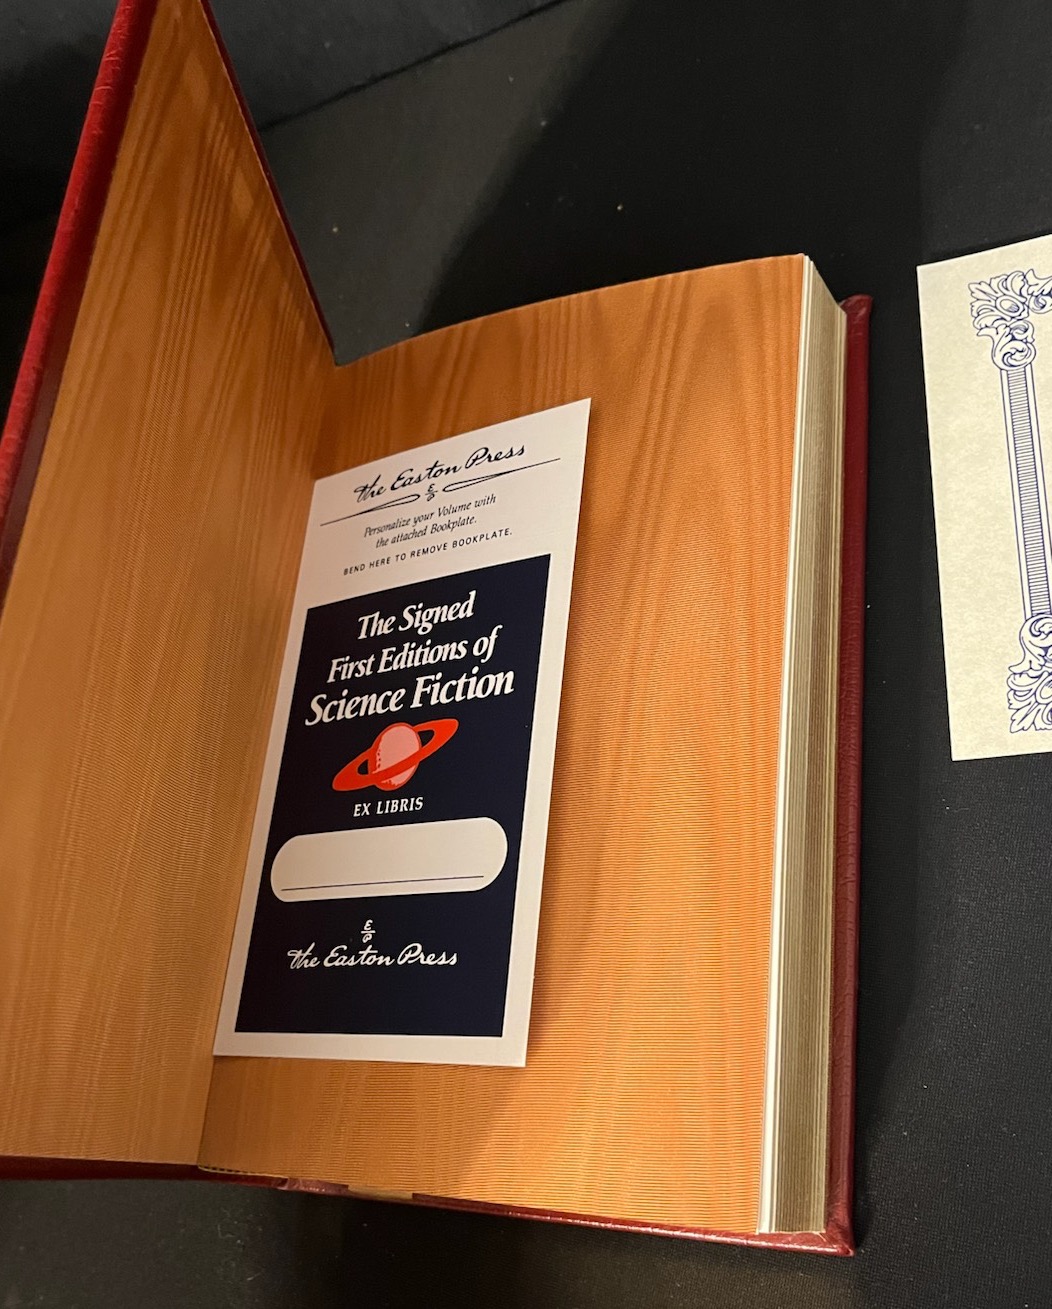 the Easton Press
Personalize your Volume with
the attached Bookplate.
BEND HERE TO REMOVE BOOKPLATE.
The Signed
First Editions of
Science Fiction
EX LIBRIS
the Easton Press